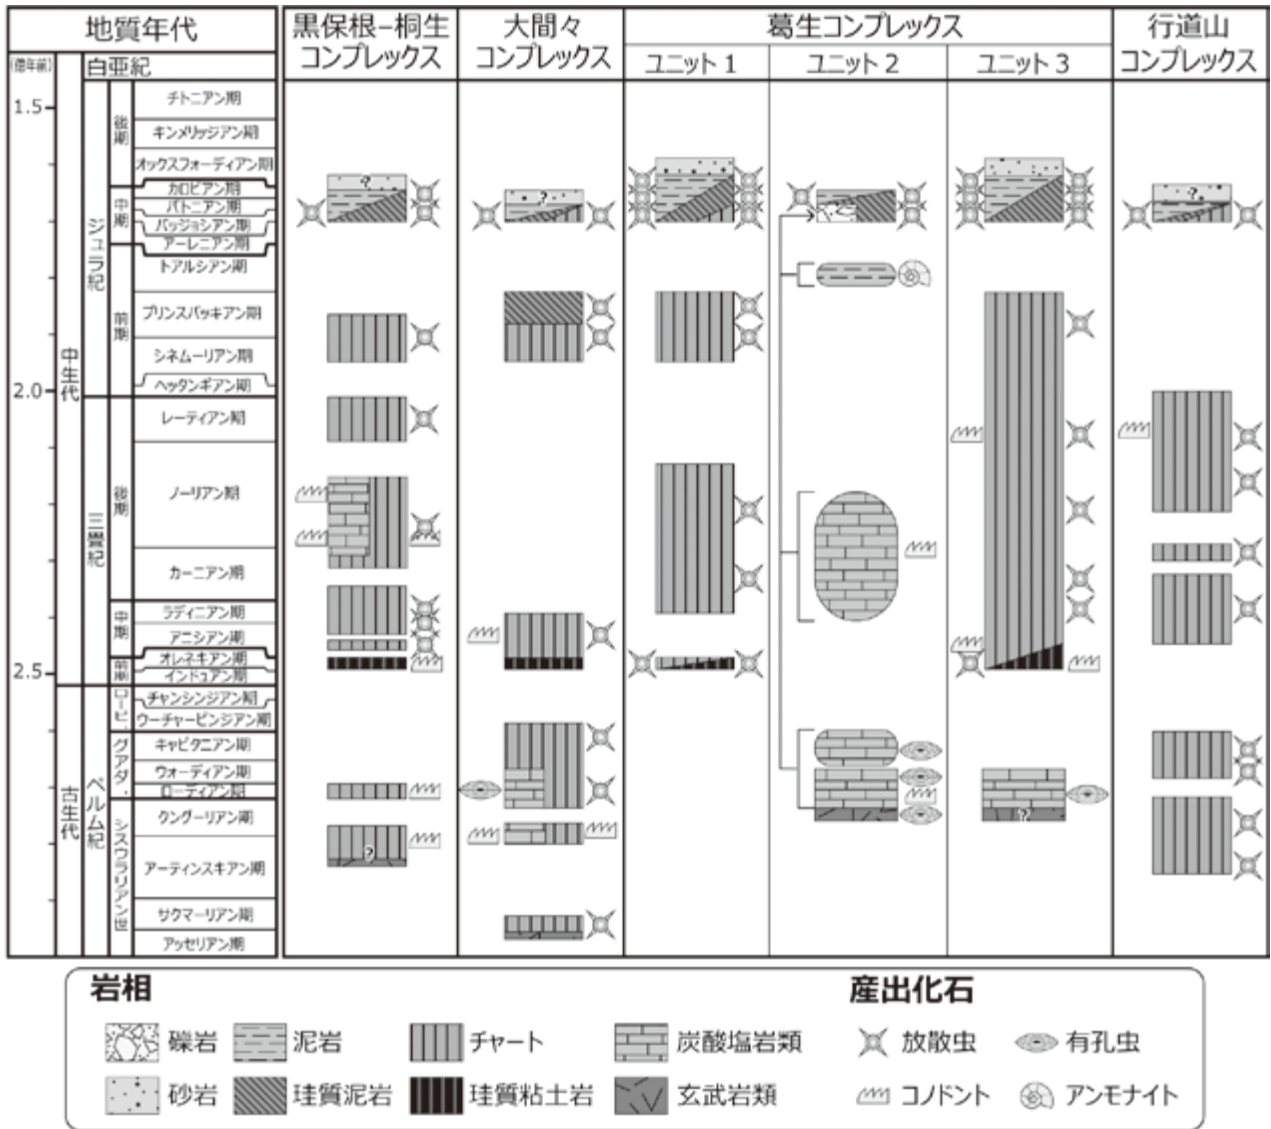 地質年代
黒保根−桐生
コンプレックス
大間々
コンプレックス
葛生コンプレックス
ユニット 1
ユニット 2
ユニット 3
行道山
コンプレックス
(億年前)
白亜紀
1.5
2.0
2.5
中生代
古生代
ジュラ紀
三畳紀
ペルム紀
後期
チトニアン期
キンメリッジアン期
オックスフォーディアン期
中期
カロビアン期
バトニアン期
バッジョシアン期
アーレニアン期
前期
トアルシアン期
プリンスバッキアン期
シネムーリアン期
ヘッタンギアン期
後期
レーティアン期
ノーリアン期
カーニアン期
中期
ラディニアン期
アニシアン期
前期
オレネキアン期
インドュアン期
ローピ.
チャンシンジアン期
ウーチャーピンジアン期
グアダ.
キャピタニアン期
ウォーディアン期
ローディアン期
シスウラリアン世
クングーリアン期
アーティンスキアン期
サクマーリアン期
アッセリアン期
?
?
?
?
?
岩相
礫岩
泥岩
チャート
炭酸塩岩類
砂岩
珪質泥岩
珪質粘土岩
玄武岩類
産出化石
放散虫
有孔虫
コノドント
アンモナイト